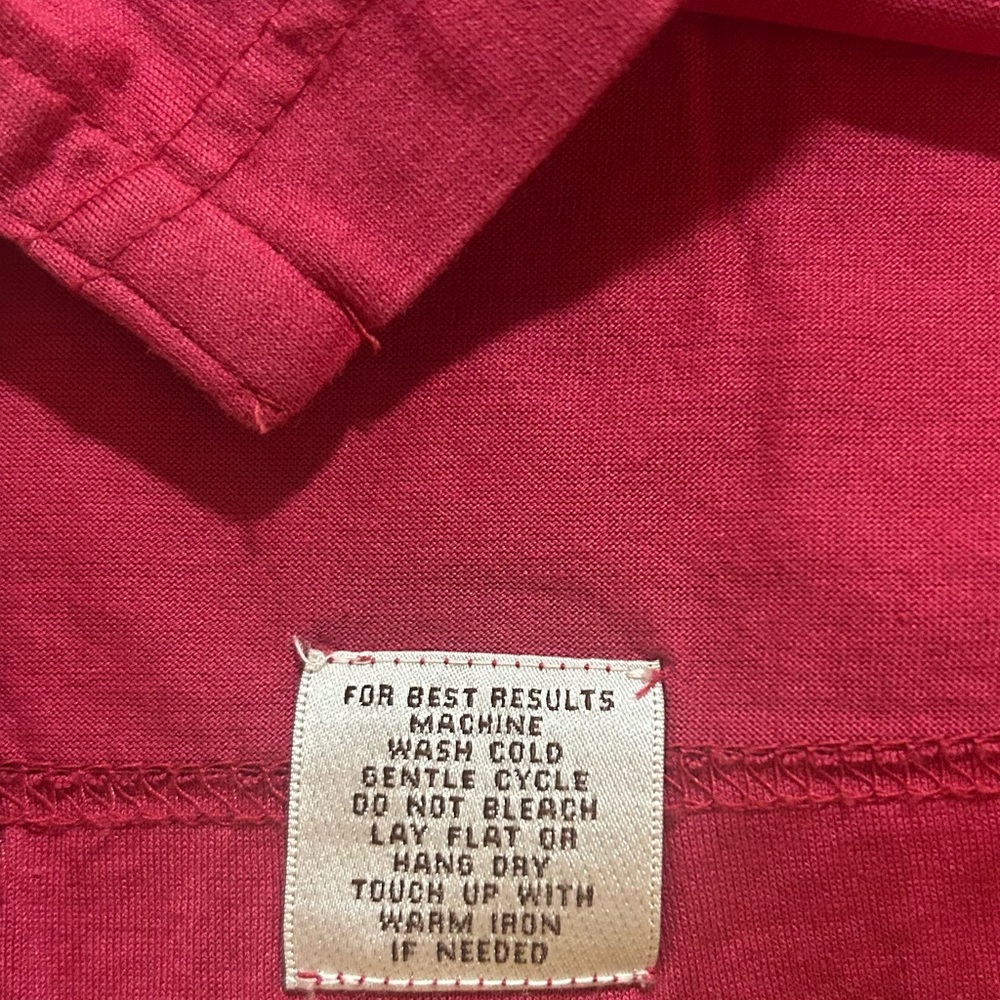 FOR BEST RESULTS
MACHINE
WASH COLD
GENTLE CYCLE
DO NOT BLEACH
LAY FLAT OR
HANG DRY
TOUCH UP WITH
WARM IRON
IF NEEDED